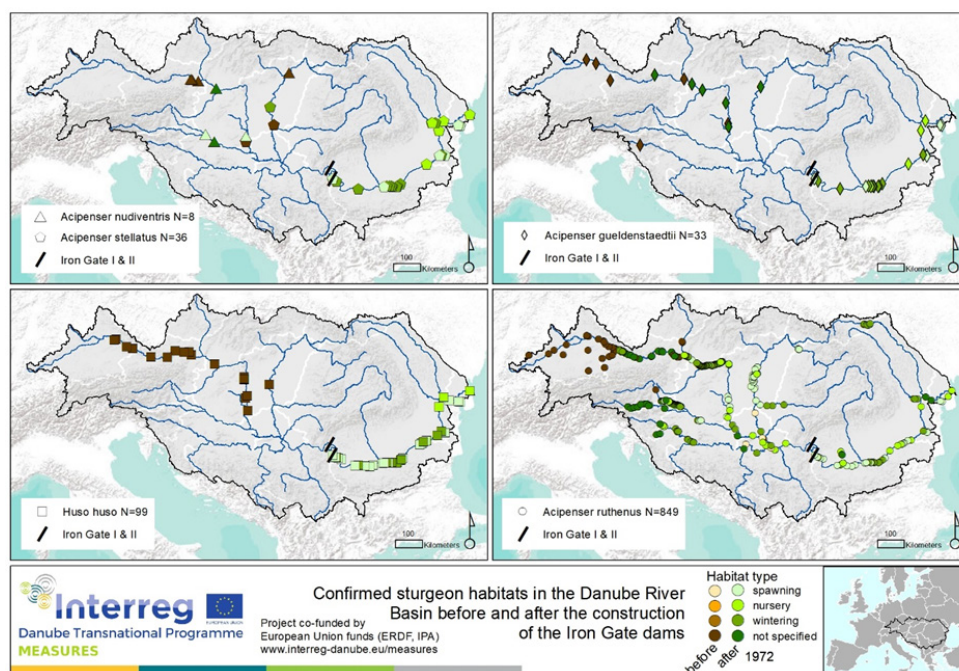 Acipenser nudiventris N=8
Acipenser stellatus N=36
Iron Gate I & II
100
Kilometers
Acipenser gueldenstaedtii N=33
Iron Gate I & II
100
Kilometers
Huso huso N=99
Iron Gate I & II
100
Kilometers
Acipenser ruthenus N=849
Iron Gate I & II
100
Kilometers
Interreg
EUROPEAN UNION
Danube Transnational Programme
MEASURES
Project co-funded by
European Union funds (ERDF, IPA)
www.interreg-danube.eu/measures
Confirmed sturgeon habitats in the Danube River
Basin before and after the construction
of the Iron Gate dams
Habitat type
spawning
nursery
wintering
not specified
before
after
1972